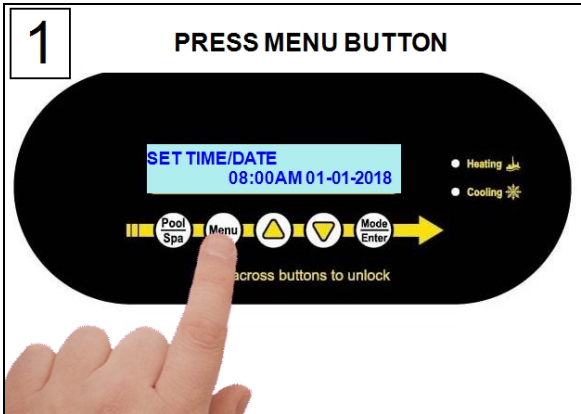 1
PRESS MENU BUTTON
SET TIME/DATE
08:00AM 01-01-2018
Heating
Cooling
Pool
Spa
Menu
Mode
Enter
across buttons to unlock